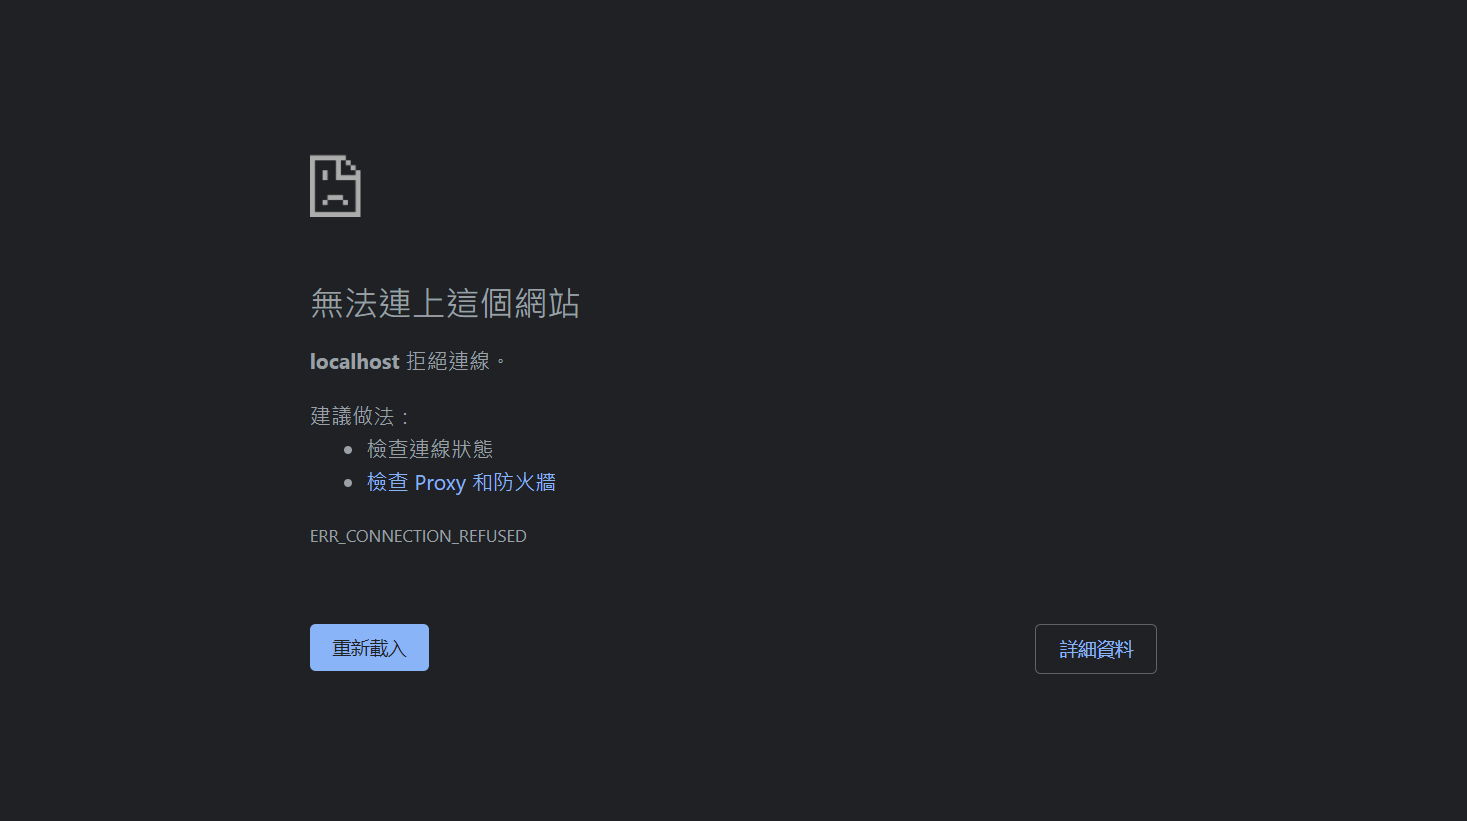 無法連上這個網站
localhost 拒絕連線。
建議做法：
檢查連線狀態
檢查 Proxy 和防火牆
ERR_CONNECTION_REFUSED
重新載入
詳細資料